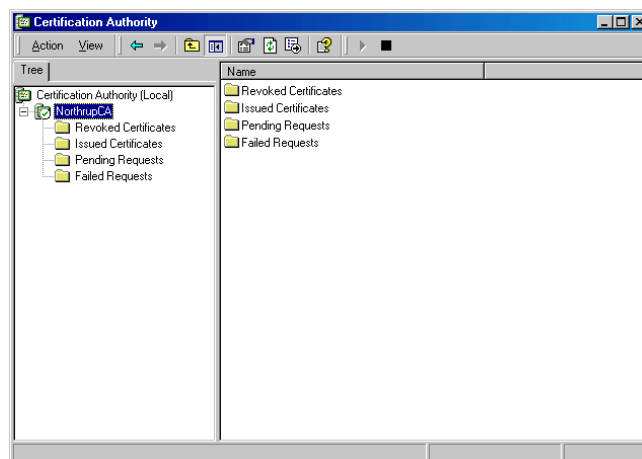 Certification Authority
Action View
Tree
Name
Certification Authority (Local)
NorthrupCA
Revoked Certificates
Issued Certificates
Pending Requests
Failed Requests
Revoked Certificates
Issued Certificates
Pending Requests
Failed Requests